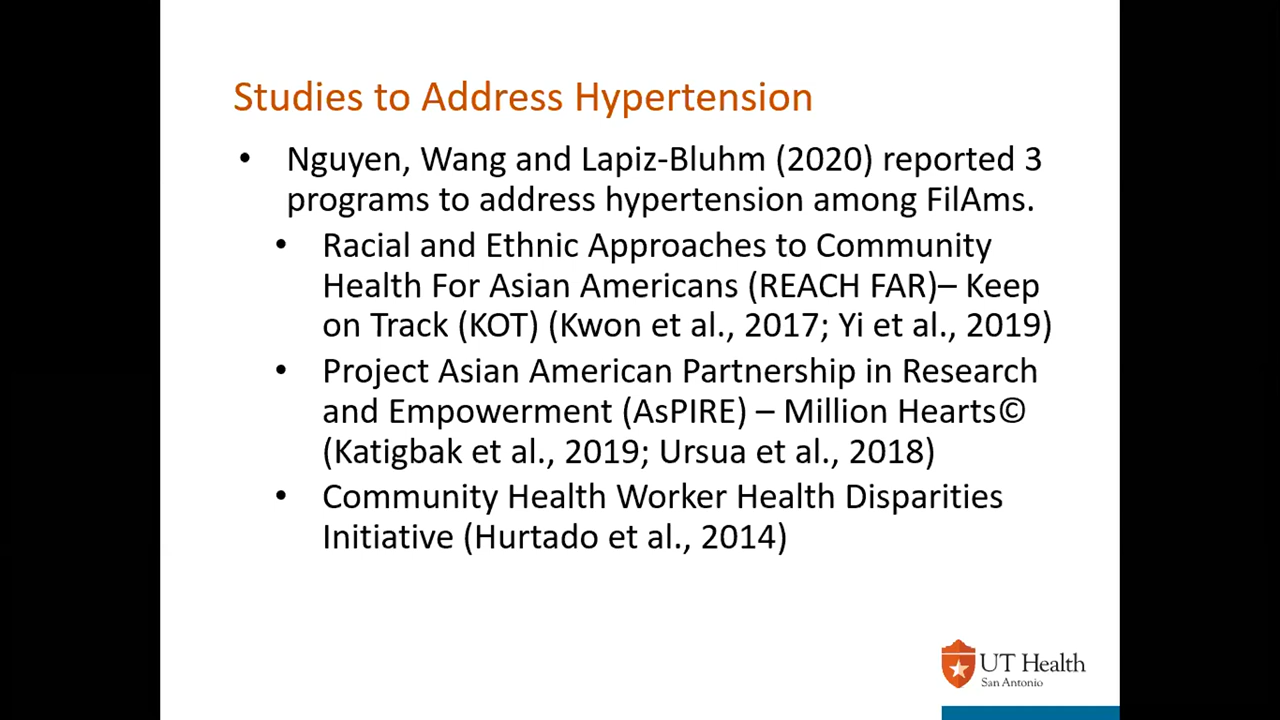 Studies to Address Hypertension
• Nguyen, Wang and Lapiz-Bluhm (2020) reported 3
programs to address hypertension among FilAms.
• Racial and Ethnic Approaches to Community
Health For Asian Americans (REACH FAR)– Keep
on Track (KOT) (Kwon et al., 2017; Yi et al., 2019)
• Project Asian American Partnership in Research
and Empowerment (AsPIRE) – Million Hearts©
(Katigbak et al., 2019; Ursua et al., 2018)
• Community Health Worker Health Disparities
Initiative (Hurtado et al., 2014)
UT Health
San Antonio